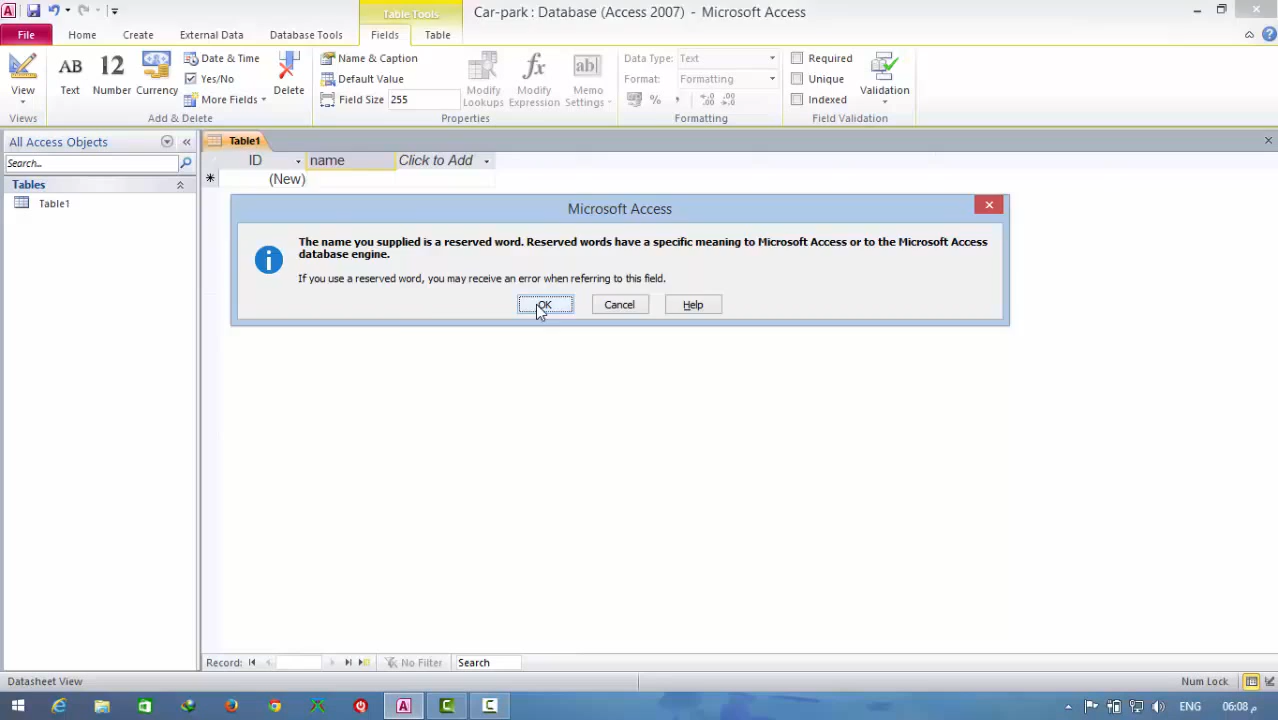 Table Tools
Car-park : Database (Access 2007) - Microsoft Access
File
Home
Create
External Data
Database Tools
Fields
Table
View
AB
Text
12
Number
Currency
Date & Time
Yes/No
More Fields
Delete
Name & Caption
Default Value
Field Size 255
Modify
Lookups
fx
Modify
Expression
ab|
Memo
Settings
Data Type: Text
Format: Formatting
% ,
Required
Unique
Indexed
Validation
Views
Add & Delete
Properties
Formatting
Field Validation
All Access Objects
Search...
Tables
Table1
Table1
ID
name
Click to Add
(New)
Microsoft Access
The name you supplied is a reserved word. Reserved words have a specific meaning to Microsoft Access or to the Microsoft Access
database engine.
If you use a reserved word, you may receive an error when referring to this field.
OK
Cancel
Help
Record:
No Filter
Search
Datasheet View
Num Lock
ENG
06:08 م